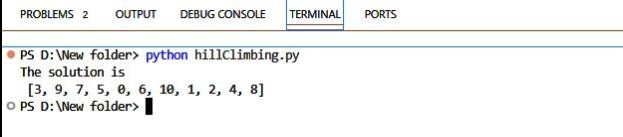 PROBLEMS 2 OUTPUT DEBUG CONSOLE TERMINAL PORTS
PS D:\New folder> python hillClimbing.py
The solution is
[3, 9, 7, 5, 0, 6, 10, 1, 2, 4, 8]
PS D:\New folder>